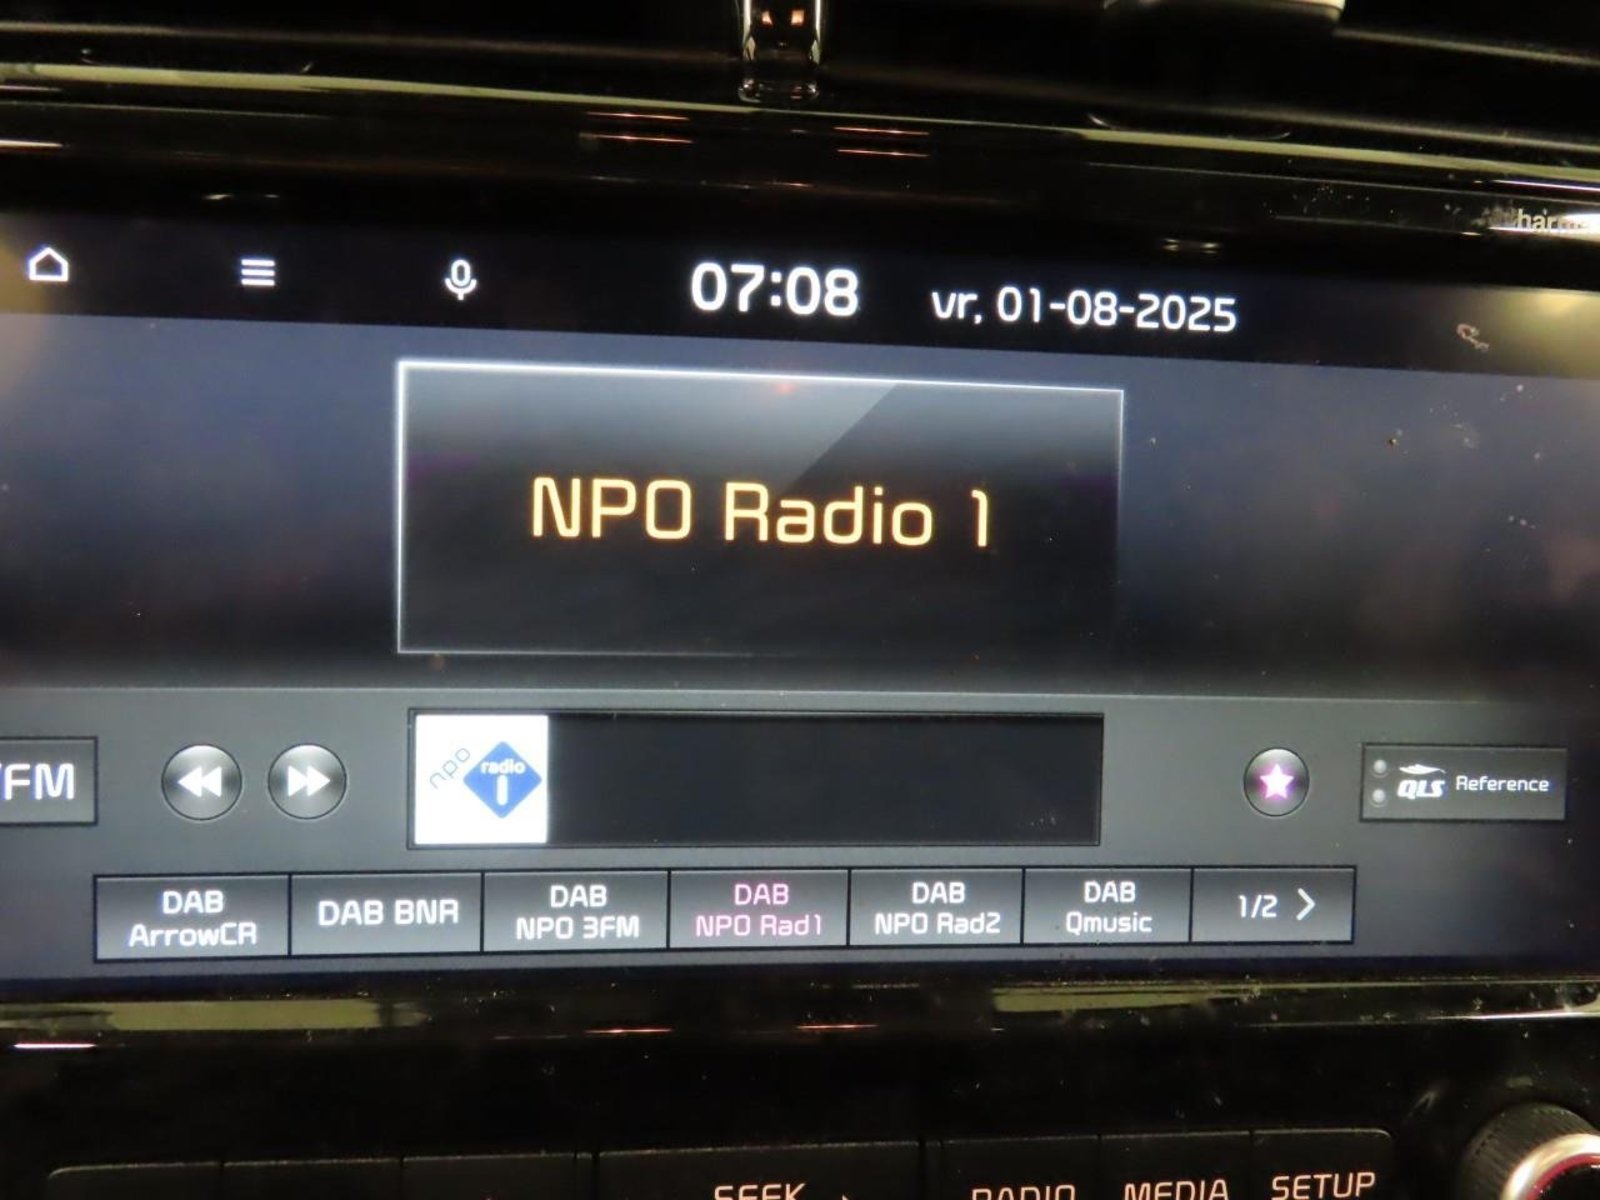 harm
07:08 vr, 01-08-2025
NPO Radio 1
/FM
npo radio 1
QLS Reference
DAB ArrowCR
DAB BNR
DAB NPO 3FM
DAB NPO Rad1
DAB NPO Rad2
DAB Qmusic
1/2
SEEK
RADIO
MEDIA
SETUP